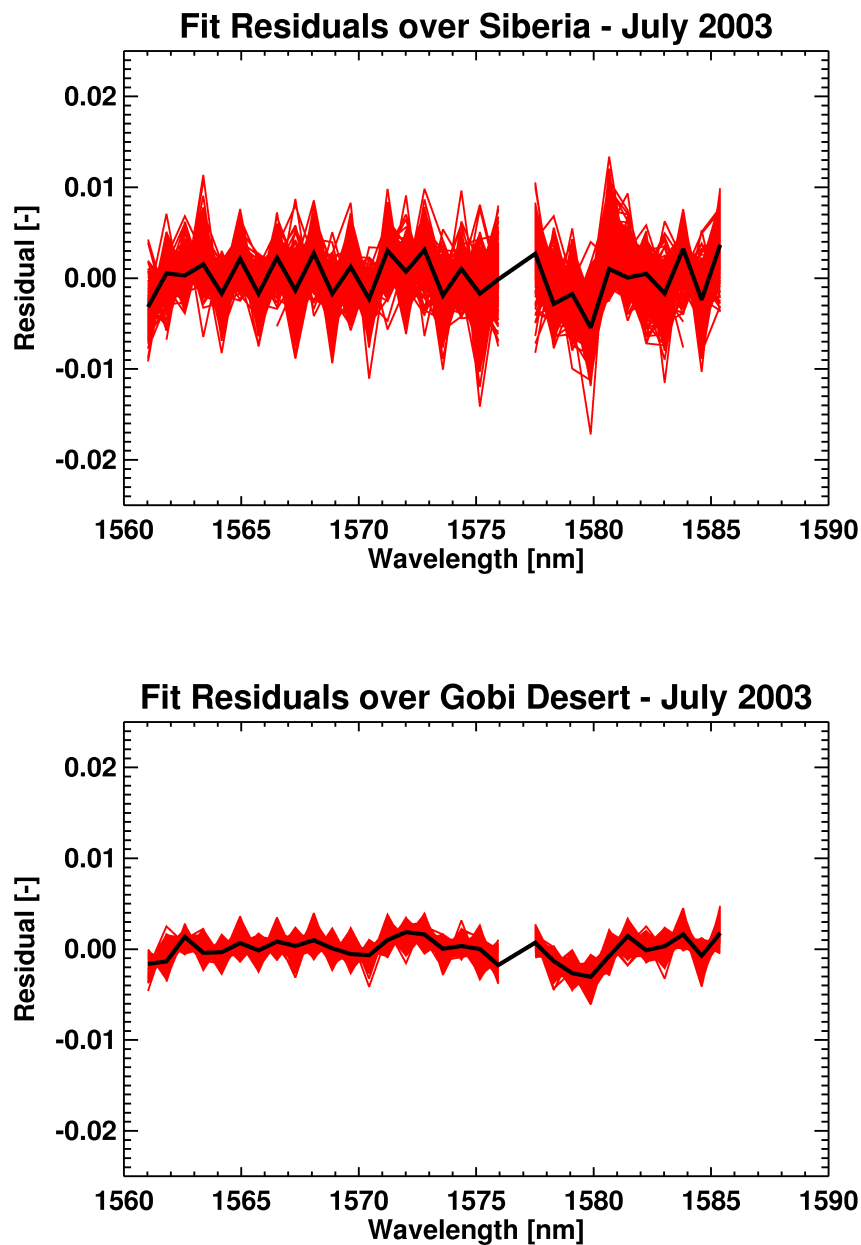 Fit Residuals over Siberia - July 2003
0.02
0.01
0.00
-0.01
-0.02
Residual [-]
1560 1565 1570 1575 1580 1585 1590
Wavelength [nm]
Fit Residuals over Gobi Desert - July 2003
0.02
0.01
0.00
-0.01
-0.02
Residual [-]
1560 1565 1570 1575 1580 1585 1590
Wavelength [nm]